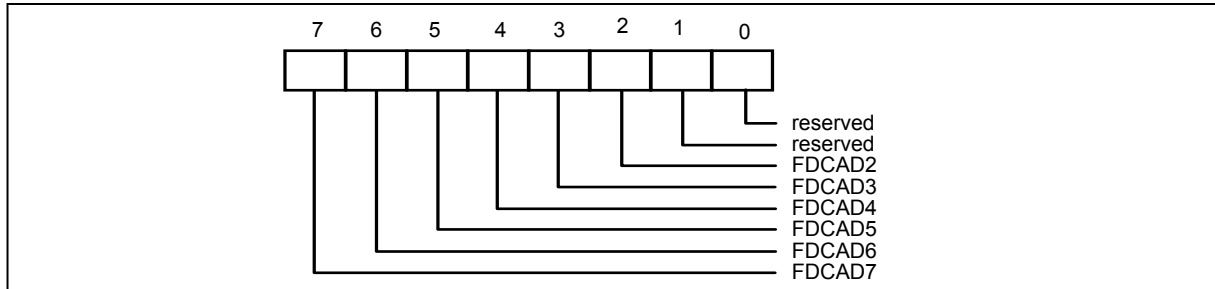 7 6 5 4 3 2 1 0
reserved
reserved
FDCAD2
FDCAD3
FDCAD4
FDCAD5
FDCAD6
FDCAD7